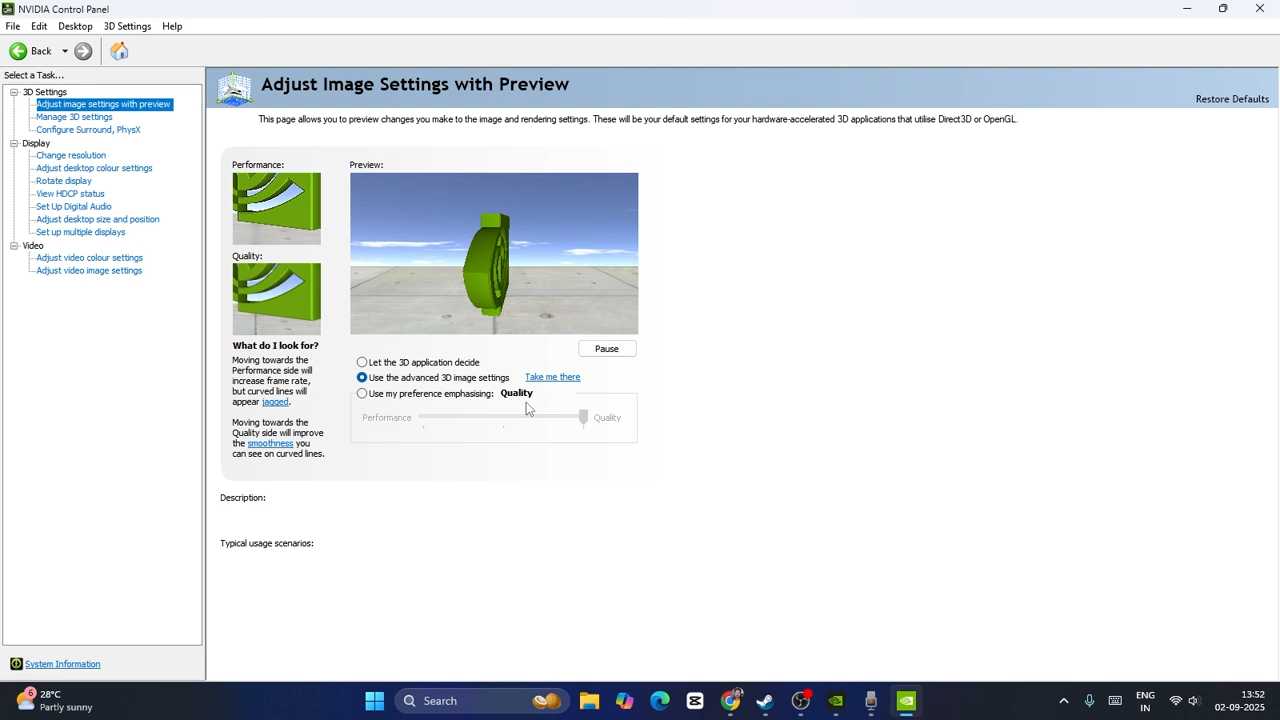 NVIDIA Control Panel
File Edit Desktop 3D Settings Help
Back
Select a Task...
3D Settings
Adjust image settings with preview
Manage 3D settings
Configure Surround, PhysX
Display
Change resolution
Adjust desktop colour settings
Rotate display
View HDCP status
Set Up Digital Audio
Adjust desktop size and position
Set up multiple displays
Video
Adjust video colour settings
Adjust video image settings
System Information
Adjust Image Settings with Preview
Restore Defaults
This page allows you to preview changes you make to the image and rendering settings. These will be your default settings for your hardware-accelerated 3D applications that utilise Direct3D or OpenGL.
Performance:
Quality:
What do I look for?
Moving towards the
Performance side will
increase frame rate,
but curved lines will
appear jagged.
Moving towards the
Quality side will improve
the smoothness you
can see on curved lines.
Preview:
Pause
Let the 3D application decide
Use the advanced 3D image settings Take me there
Use my preference emphasising: Quality
Performance Quality
Description:
Typical usage scenarios:
6
28°C
Partly sunny
Search
ENG
IN
13:52
02-09-2025